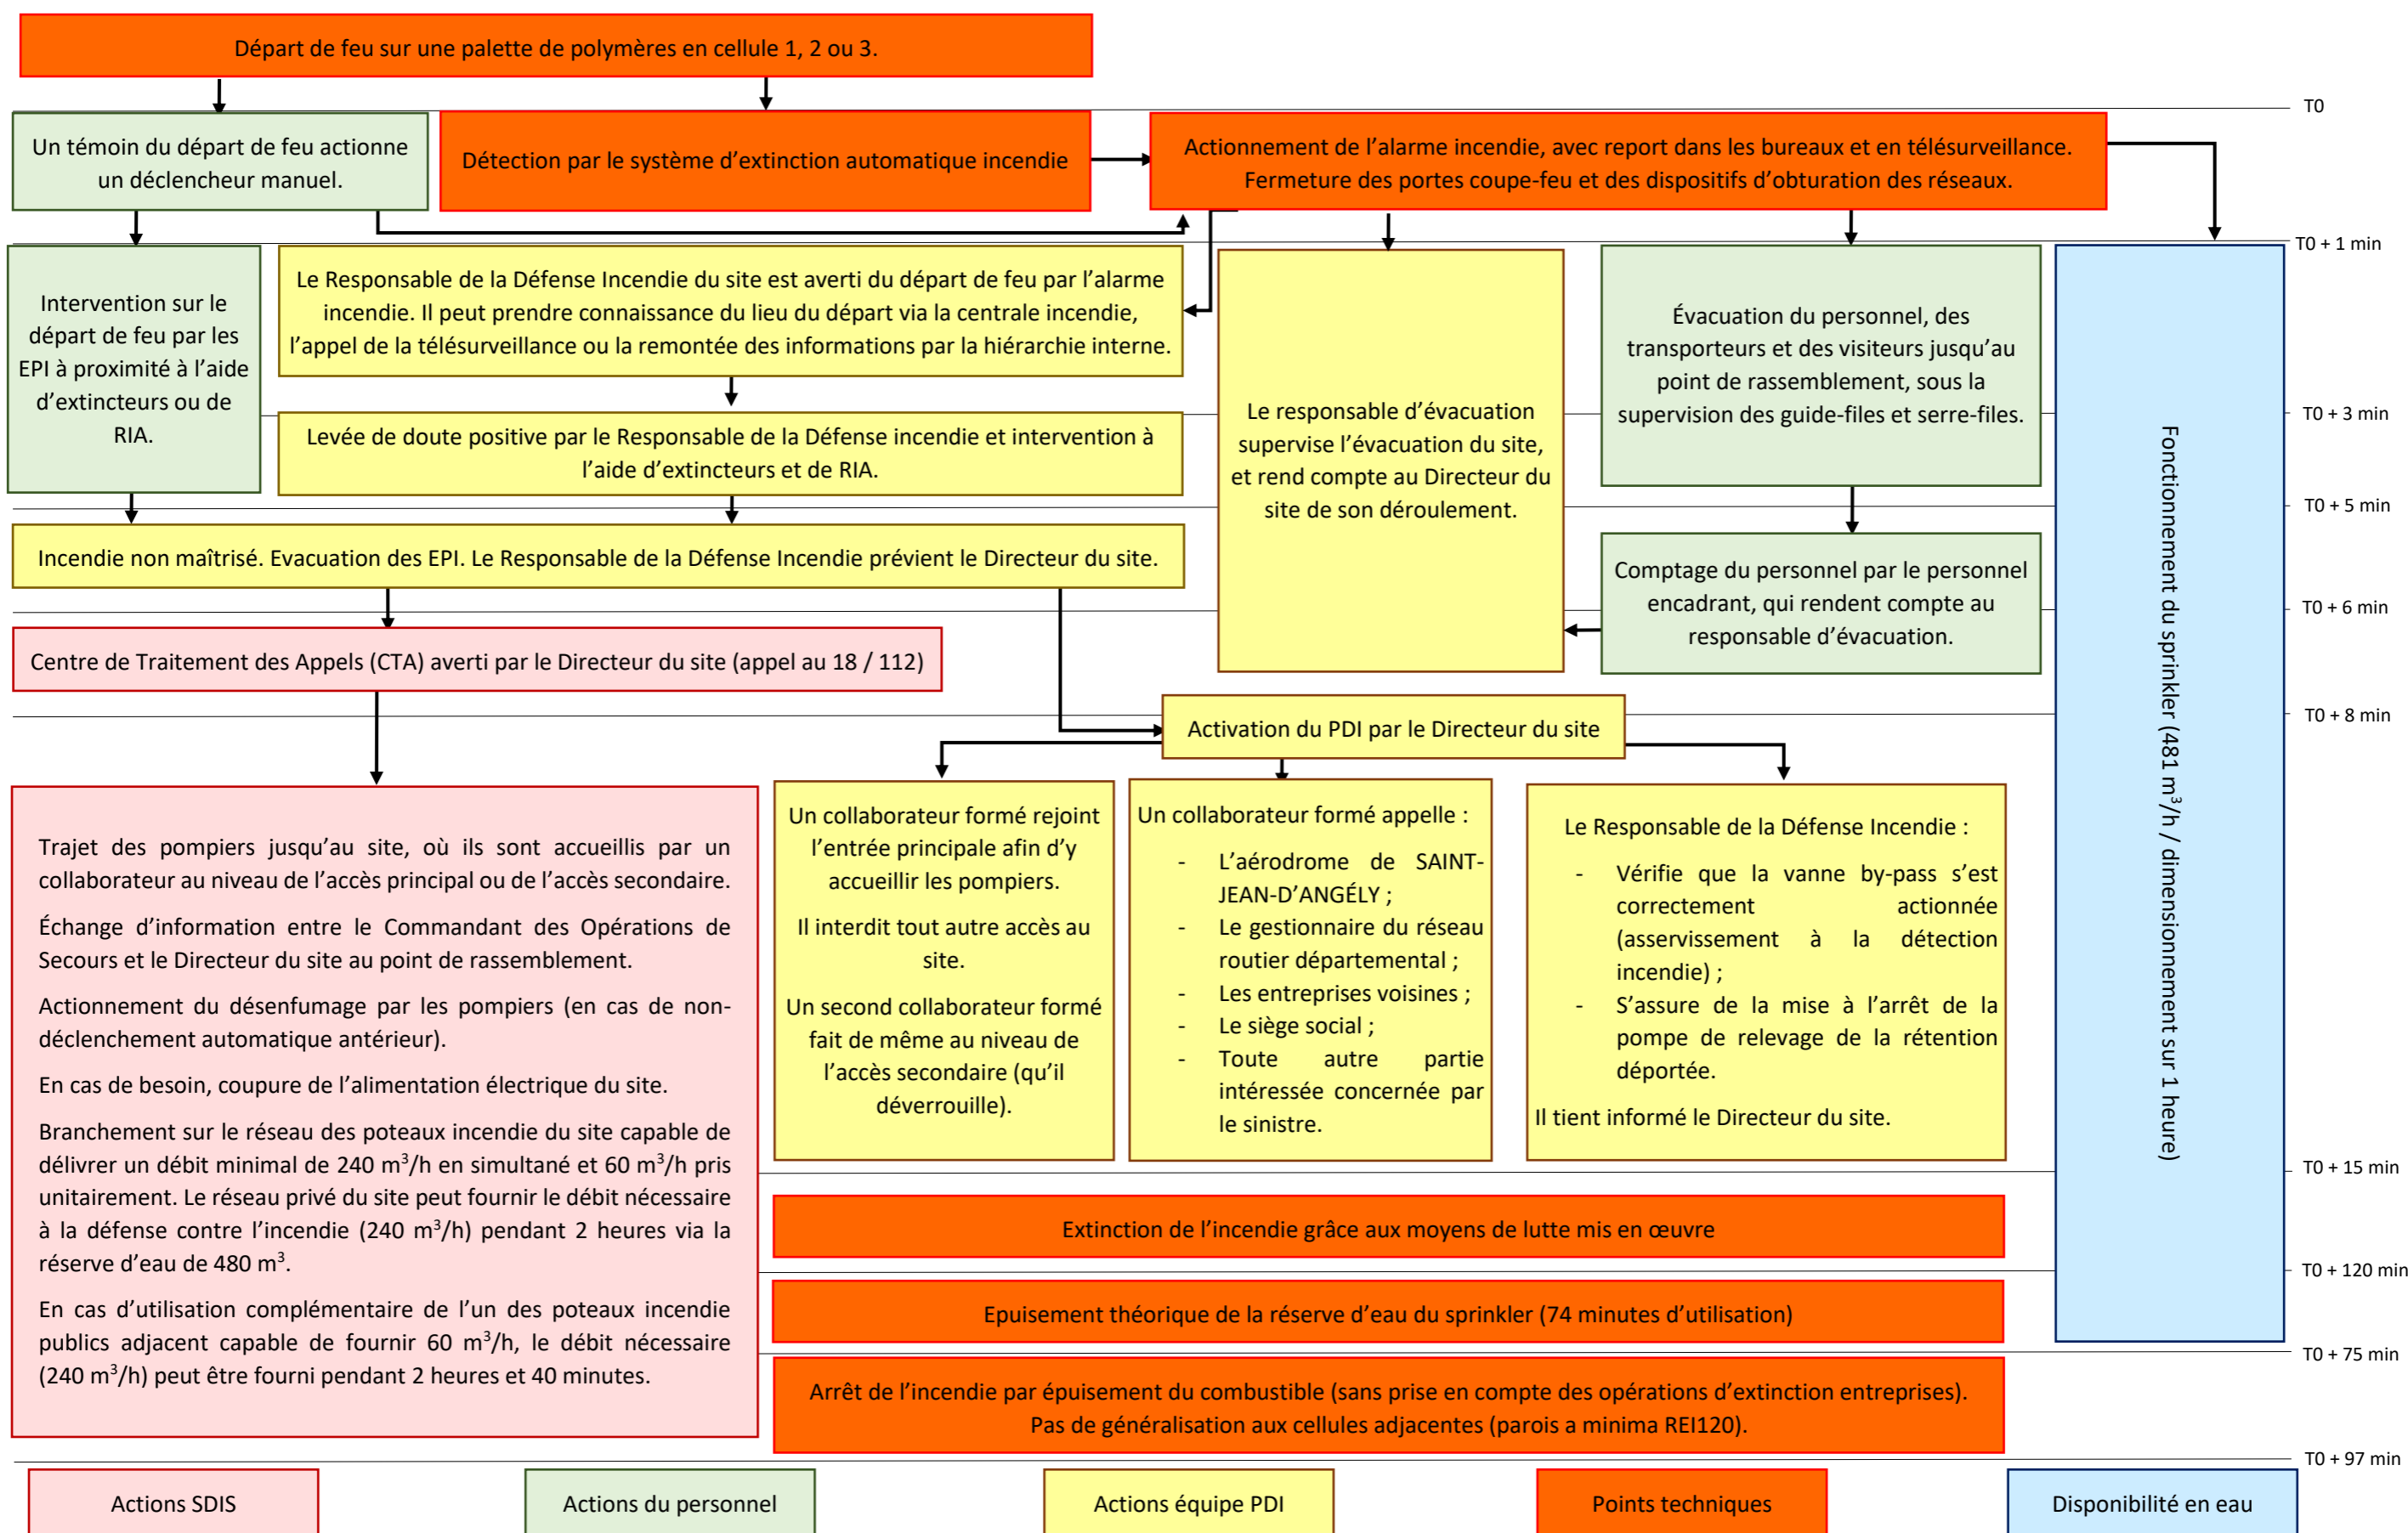 Départ de feu sur une palette de polymères en cellule 1, 2 ou 3.
T0
Un témoin du départ de feu actionne
un déclencheur manuel.
Détection par le système d’extinction automatique incendie
Actionnement de l’alarme incendie, avec report dans les bureaux et en télésurveillance.
Fermeture des portes coupe-feu et des dispositifs d’obturation des réseaux.
T0 + 1 min
Intervention sur le
départ de feu par les
EPI à proximité à l’aide
d’extincteurs ou de
RIA.
Le Responsable de la Défense Incendie du site est averti du départ de feu par l’alarme
incendie. Il peut prendre connaissance du lieu du départ via la centrale incendie,
l’appel de la télésurveillance ou la remontée des informations par la hiérarchie interne.
Levée de doute positive par le Responsable de la Défense incendie et intervention à
l’aide d’extincteurs et de RIA.
Le responsable d’évacuation
supervise l’évacuation du site,
et rend compte au Directeur du
site de son déroulement.
Évacuation du personnel, des
transporteurs et des visiteurs jusqu’au
point de rassemblement, sous la
supervision des guide-files et serre-files.
Fonctionnement du sprinkler (481 m³/h / dimensionnement sur 1 heure)
T0 + 3 min
T0 + 5 min
Incendie non maîtrisé. Evacuation des EPI. Le Responsable de la Défense Incendie prévient le Directeur du site.
Comptage du personnel par le personnel
encadrant, qui rendent compte au
responsable d’évacuation.
T0 + 6 min
Centre de Traitement des Appels (CTA) averti par le Directeur du site (appel au 18 / 112)
Activation du PDI par le Directeur du site
T0 + 8 min
Trajet des pompiers jusqu’au site, où ils sont accueillis par un
collaborateur au niveau de l’accès principal ou de l’accès secondaire.
Échange d’information entre le Commandant des Opérations de
Secours et le Directeur du site au point de rassemblement.
Actionnement du désenfumage par les pompiers (en cas de non-
déclenchement automatique antérieur).
En cas de besoin, coupure de l’alimentation électrique du site.
Branchement sur le réseau des poteaux incendie du site capable de
délivrer un débit minimal de 240 m³/h en simultané et 60 m³/h pris
unitairement. Le réseau privé du site peut fournir le débit nécessaire
à la défense contre l’incendie (240 m³/h) pendant 2 heures via la
réserve d’eau de 480 m³.
En cas d’utilisation complémentaire de l’un des poteaux incendie
publics adjacent capable de fournir 60 m³/h, le débit nécessaire
(240 m³/h) peut être fourni pendant 2 heures et 40 minutes.
Un collaborateur formé rejoint
l’entrée principale afin d’y
accueillir les pompiers.
Il interdit tout autre accès au
site.
Un second collaborateur formé
fait de même au niveau de
l’accès secondaire (qu’il
déverrouille).
Un collaborateur formé appelle :
- L’aérodrome de SAINT-
JEAN-D’ANGÉLY ;
- Le gestionnaire du réseau
routier départemental ;
- Les entreprises voisines ;
- Le siège social ;
- Toute autre partie
intéressée concernée par
le sinistre.
Le Responsable de la Défense Incendie :
- Vérifie que la vanne by-pass s’est
correctement actionnée
(asservissement à la détection
incendie) ;
- S’assure de la mise à l’arrêt de la
pompe de relevage de la rétention
déportée.
Il tient informé le Directeur du site.
T0 + 15 min
Extinction de l’incendie grâce aux moyens de lutte mis en œuvre
T0 + 120 min
Epuisement théorique de la réserve d’eau du sprinkler (74 minutes d’utilisation)
T0 + 75 min
Arrêt de l’incendie par épuisement du combustible (sans prise en compte des opérations d’extinction entreprises).
Pas de généralisation aux cellules adjacentes (parois a minima REI120).
T0 + 97 min
Actions SDIS
Actions du personnel
Actions équipe PDI
Points techniques
Disponibilité en eau